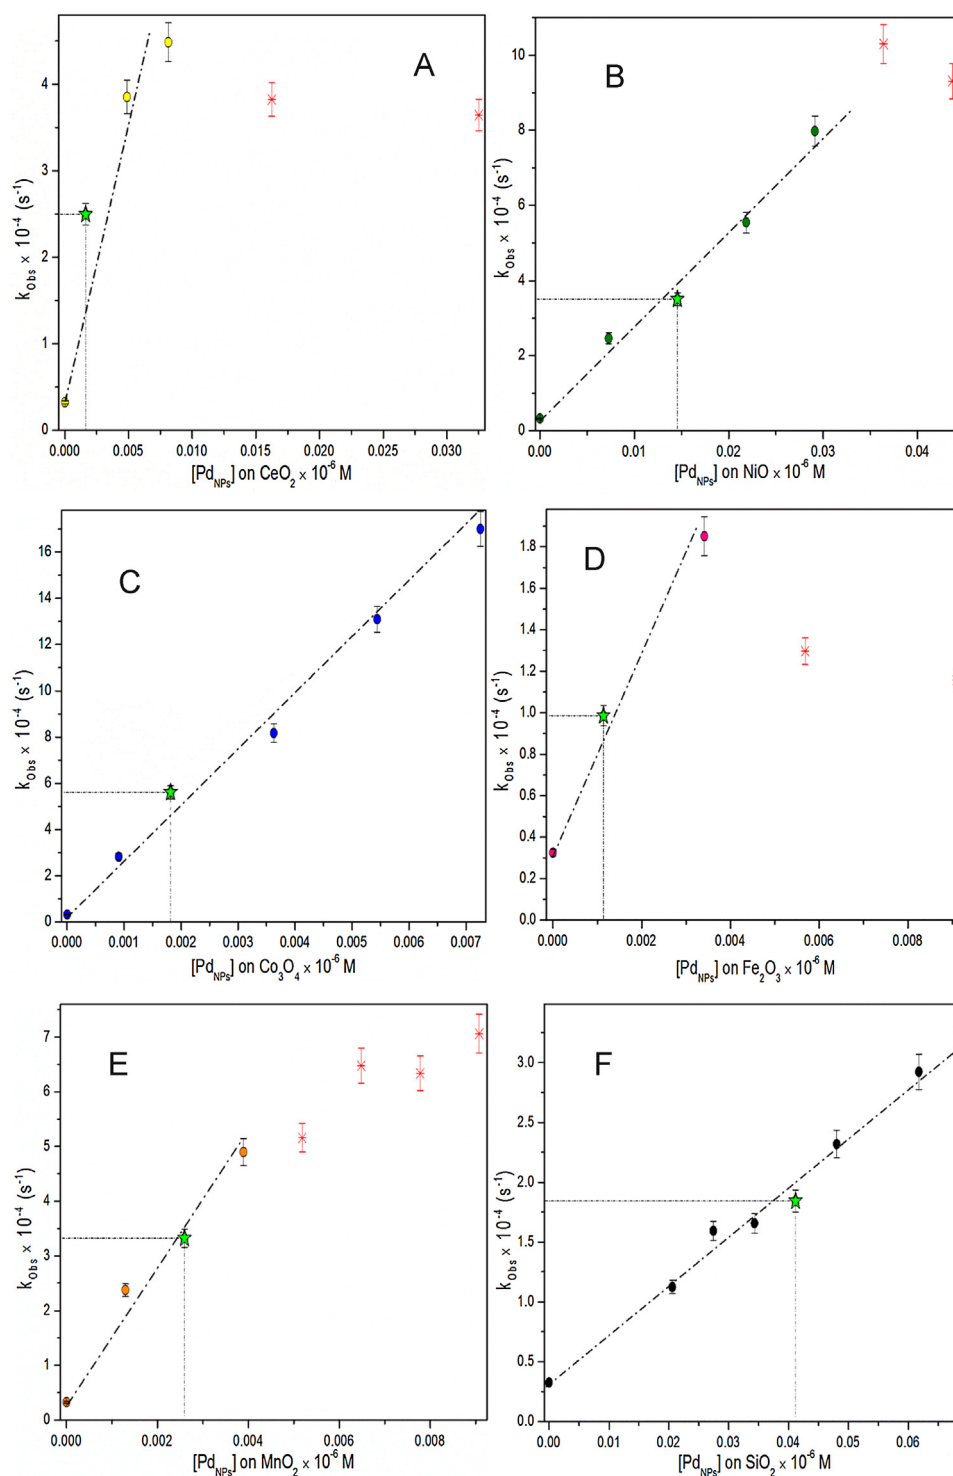 A
k_Obs × 10^-4 (s^-1)
4
3
2
1
0
0.000 0.005 0.010 0.015 0.020 0.025 0.030
[Pd_NPs] on CeO_2 × 10^-6 M
B
k_Obs × 10^-4 (s^-1)
10
8
6
4
2
0
0.00 0.01 0.02 0.03 0.04
[Pd_NPs] on NiO × 10^-6 M
C
k_Obs × 10^-4 (s^-1)
16
14
12
10
8
6
4
2
0
0.000 0.001 0.002 0.003 0.004 0.005 0.006 0.007
[Pd_NPs] on Co_3O_4 × 10^-6 M
D
k_Obs × 10^-4 (s^-1)
1.8
1.6
1.4
1.2
1.0
0.8
0.6
0.4
0.2
0.0
0.000 0.002 0.004 0.006 0.008
[Pd_NPs] on Fe_2O_3 × 10^-6 M
E
k_Obs × 10^-4 (s^-1)
7
6
5
4
3
2
1
0
0.000 0.002 0.004 0.006 0.008
[Pd_NPs] on MnO_2 × 10^-6 M
F
k_Obs × 10^-4 (s^-1)
3.0
2.5
2.0
1.5
1.0
0.5
0.0
0.00 0.01 0.02 0.03 0.04 0.05 0.06
[Pd_NPs] on SiO_2 × 10^-6 M